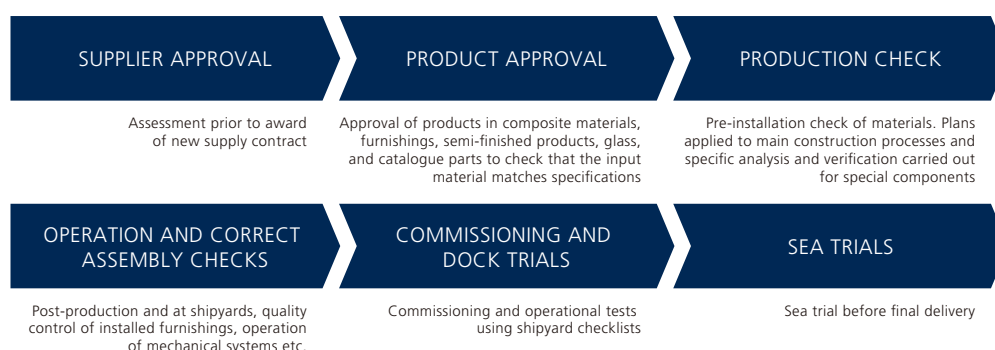 SUPPLIER APPROVAL
Assessment prior to award
of new supply contract
PRODUCT APPROVAL
Approval of products in composite materials,
furnishings, semi-finished products, glass,
and catalogue parts to check that the input
material matches specifications
PRODUCTION CHECK
Pre-installation check of materials. Plans
applied to main construction processes and
specific analysis and verification carried out
for special components
OPERATION AND CORRECT
ASSEMBLY CHECKS
Post-production and at shipyards, quality
control of installed furnishings, operation
of mechanical systems etc.
COMMISSIONING AND
DOCK TRIALS
Commissioning and operational tests
using shipyard checklists
SEA TRIALS
Sea trial before final delivery